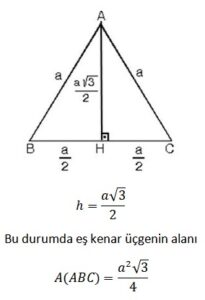 A
a
a√3/2
a
B
a/2
H
a/2
C
h = a√3/2
Bu durumda eş kenar üçgenin alanı
A(ABC) = a²√3/4